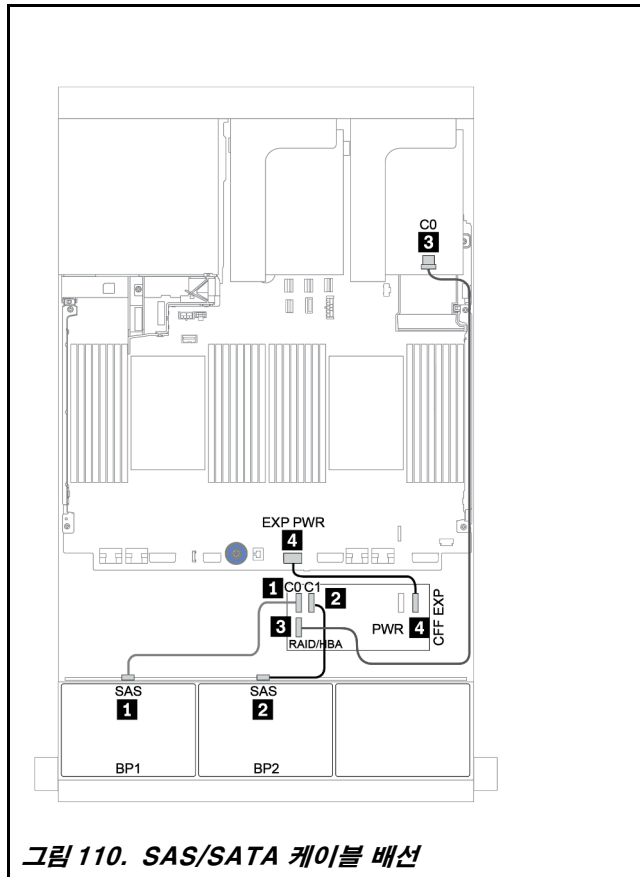 C0
3
EXP PWR
4
1 C0 C1 2
3 PWR 4 CFF EXP
RAID/HBA
SAS SAS
1 2
BP1 BP2
그림 110. SAS/SATA 케이블 배선